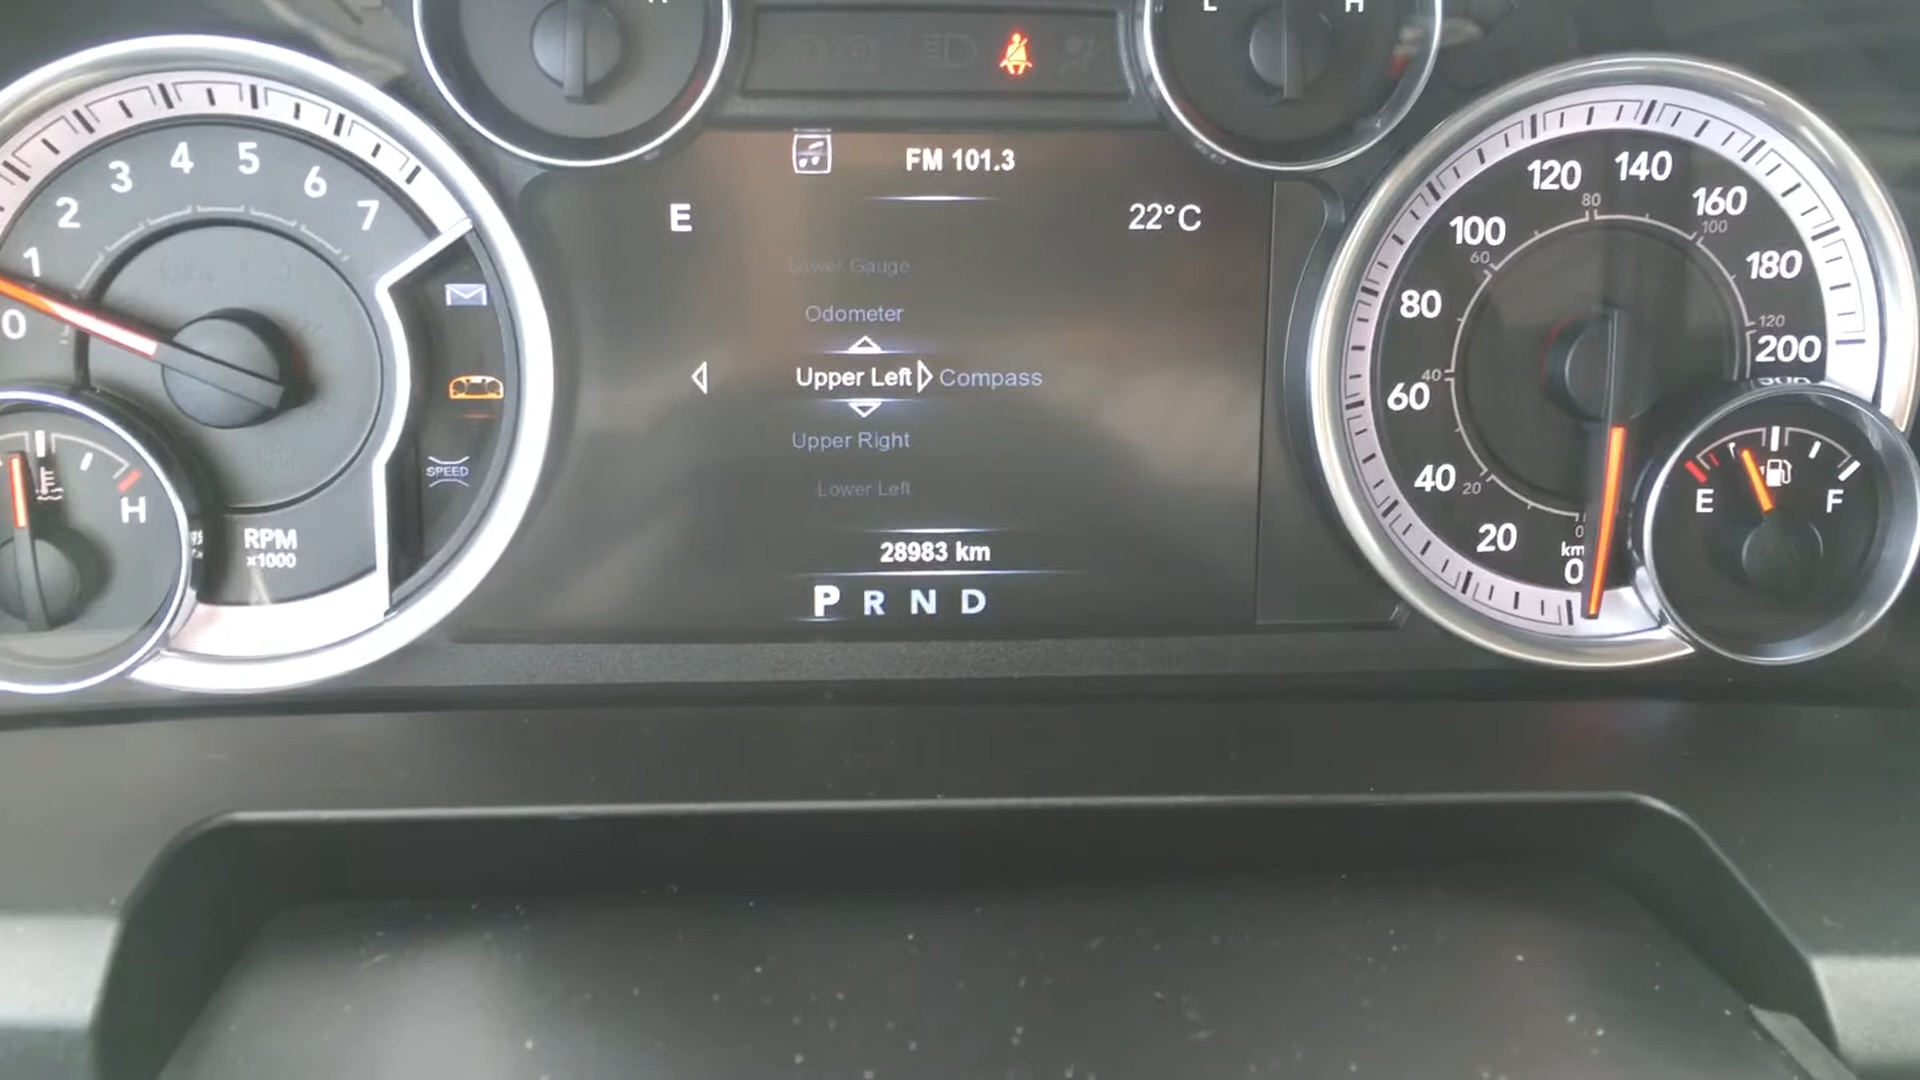 L H
FM 101.3
E 22°C
Lower Gauge
Odometer
Upper Left Compass
Upper Right
Lower Left
28983 km
P R N D
0 1 2 3 4 5 6 7
RPM
x1000
SPEED
H
0 20 40 60 80 100 120 140 160 180 200
0 20 40 60 80 100 120
km
E F